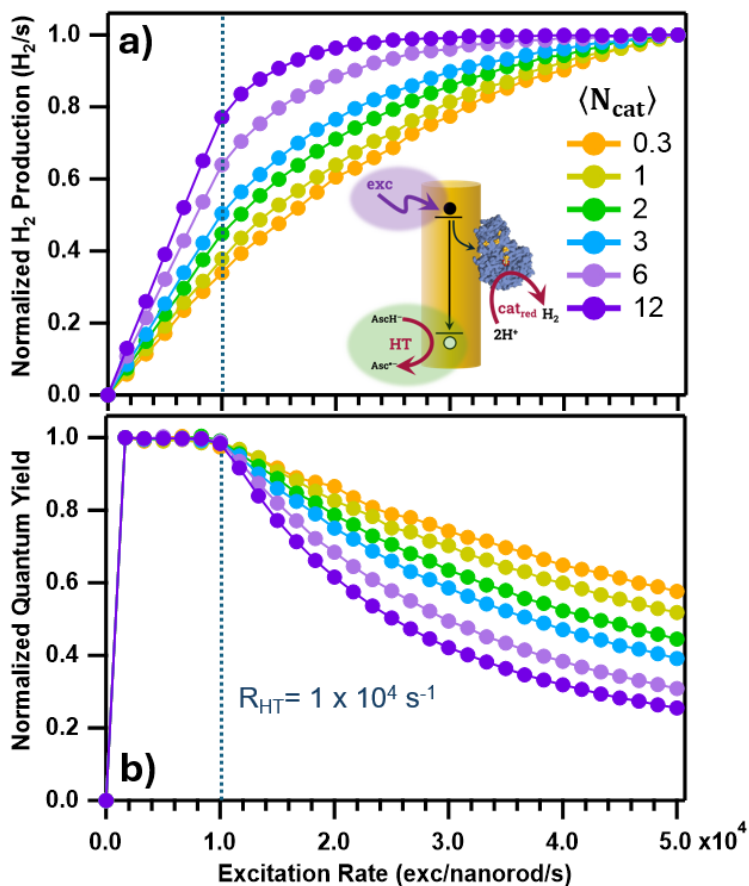 a)
Normalized H₂ Production (H₂/s)
1.0
0.8
0.6
0.4
0.2
0.0
⟨N_cat⟩
0.3
1
2
3
6
12
exc
AscH⁻
HT
Asc•⁻
cat_red
H₂
2H⁺
b)
Normalized Quantum Yield
1.0
0.8
0.6
0.4
0.2
0.0
R_HT= 1 x 10⁴ s⁻¹
0.0 1.0 2.0 3.0 4.0 5.0 x10⁴
Excitation Rate (exc/nanorod/s)